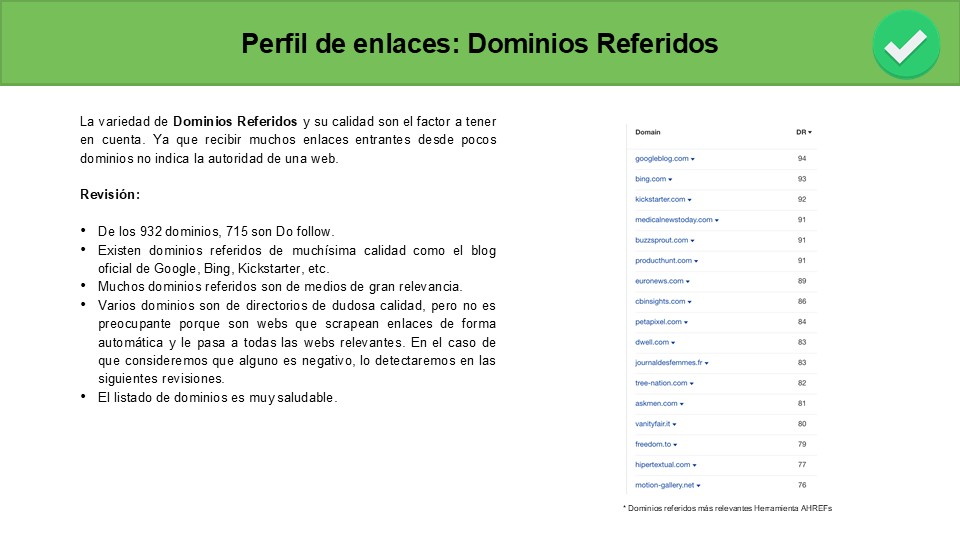 Perfil de enlaces: Dominios Referidos
La variedad de Dominios Referidos y su calidad son el factor a tener
en cuenta. Ya que recibir muchos enlaces entrantes desde pocos
dominios no indica la autoridad de una web.
Revisión:
• De los 932 dominios, 715 son Do follow.
• Existen dominios referidos de muchísima calidad como el blog
oficial de Google, Bing, Kickstarter, etc.
• Muchos dominios referidos son de medios de gran relevancia.
• Varios dominios son de directorios de dudosa calidad, pero no es
preocupante porque son webs que scrapean enlaces de forma
automática y le pasa a todas las webs relevantes. En el caso de
que consideremos que alguno es negativo, lo detectaremos en las
siguientes revisiones.
• El listado de dominios es muy saludable.
Domain DR
googleblog.com 94
bing.com 93
kickstarter.com 92
medicalnewstoday.com 91
buzzsprout.com 91
producthunt.com 91
euronews.com 89
cbinsights.com 86
petapixel.com 84
dwell.com 83
journaldesfemmes.fr 83
tree-nation.com 82
askmen.com 81
vanityfair.it 80
freedom.to 79
hipertextual.com 77
motion-gallery.net 76
* Dominios referidos más relevantes Herramienta AHREFs